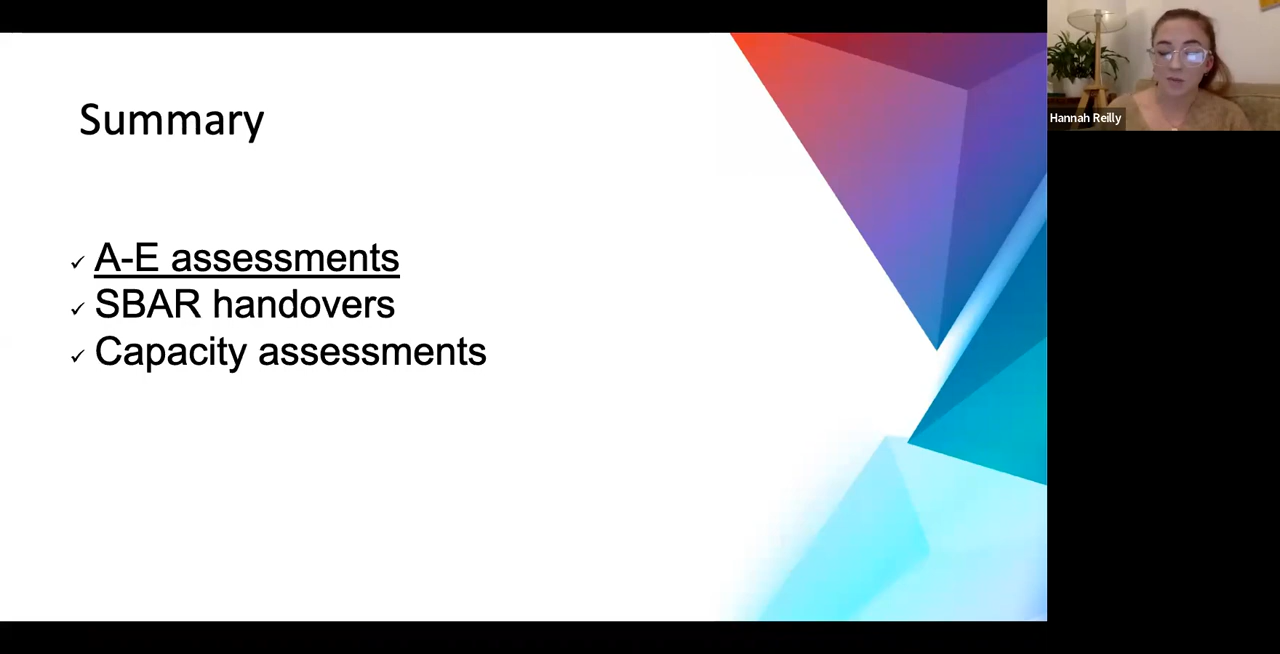 Summary
✓ A-E assessments
✓ SBAR handovers
✓ Capacity assessments
Hannah Reilly